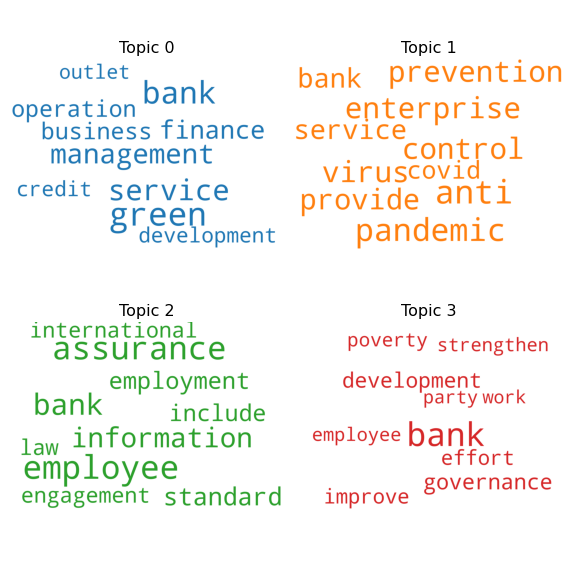 Topic 0
outlet
bank
operation
business finance
management
credit service
green
development
Topic 1
bank prevention
enterprise
service
control
virus covid
provide anti
pandemic
Topic 2
international
assurance
employment
bank include
law information
employee
engagement standard
Topic 3
poverty strengthen
development
party work
employee bank
effort
governance
improve